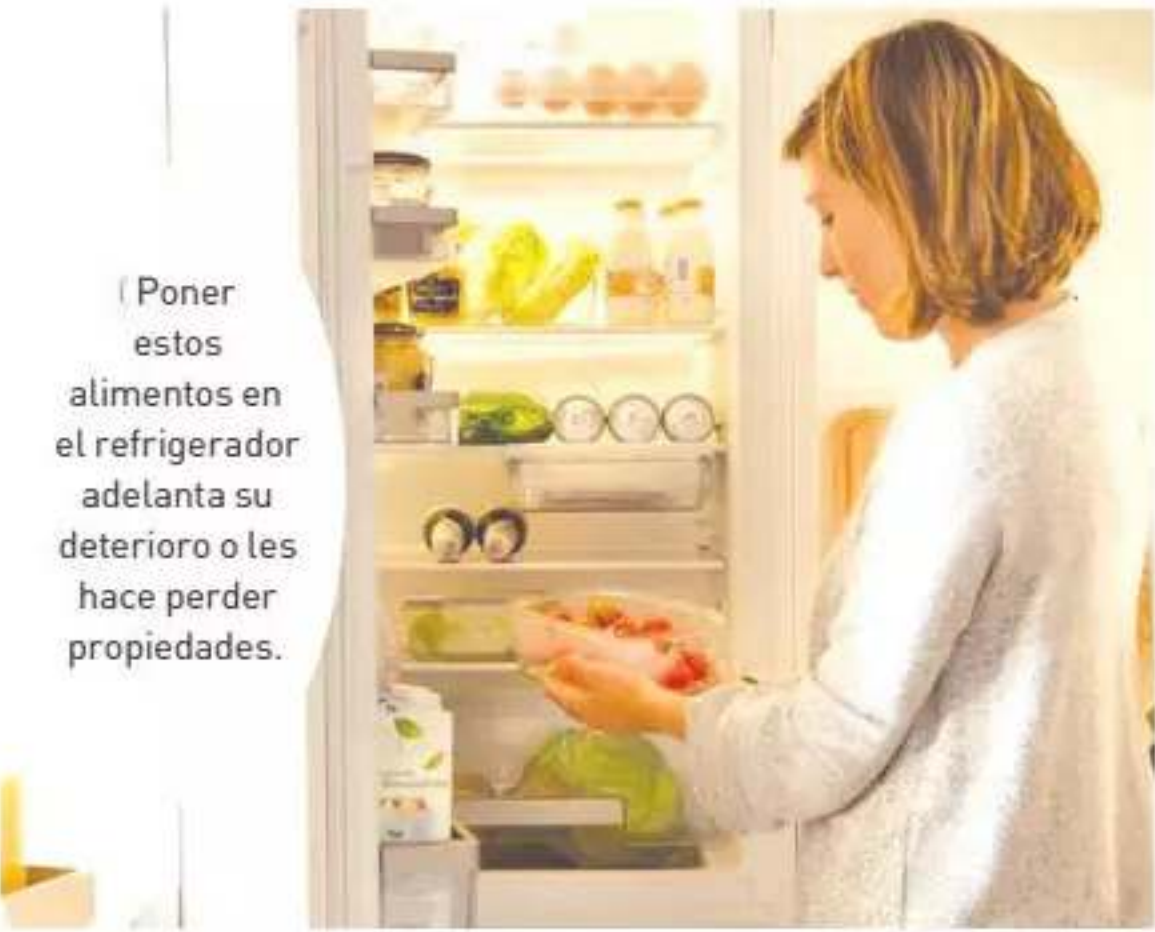 Poner
estos
alimentos en
el refrigerador
adelanta su
deterioro o les
hace perder
propiedades.